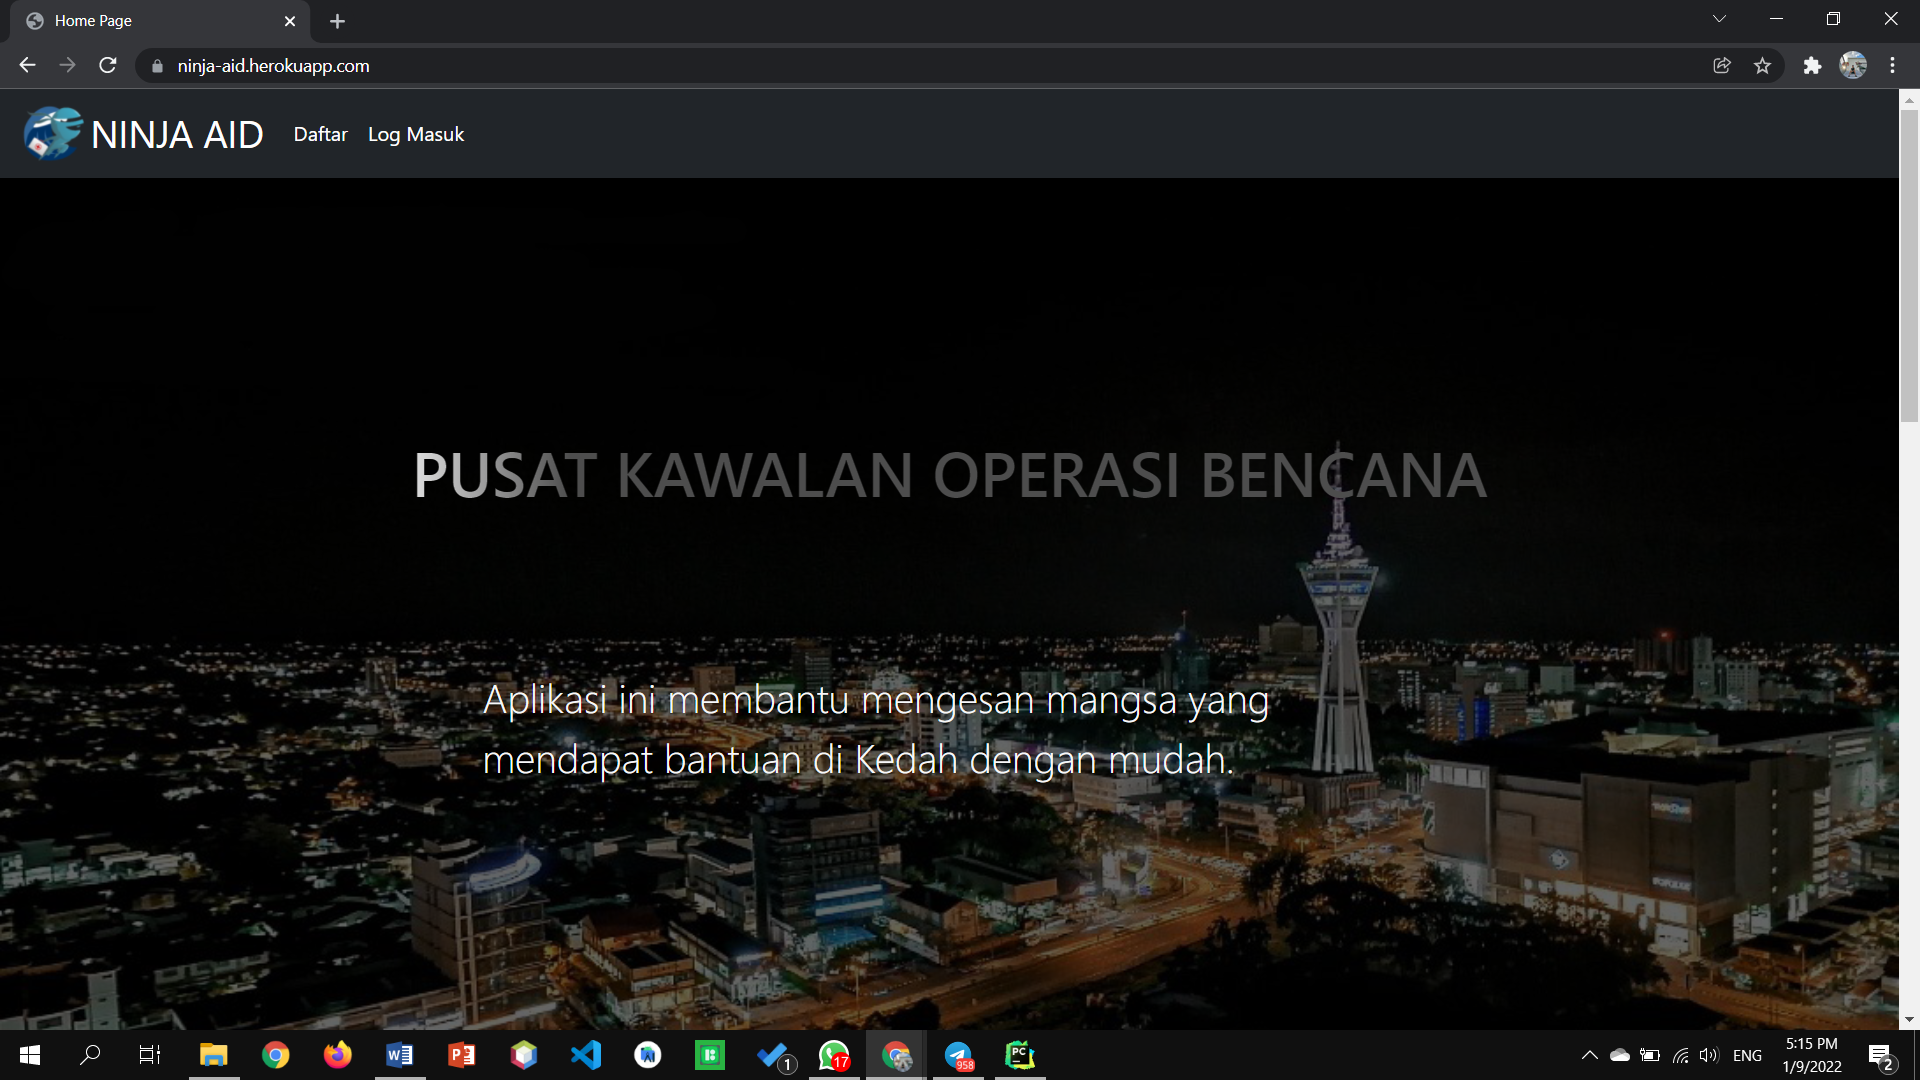 Home Page
ninja-aid.herokuapp.com
NINJA AID Daftar Log Masuk
PUSAT KAWALAN OPERASI BENCANA
Aplikasi ini membantu mengesan mangsa yang
mendapat bantuan di Kedah dengan mudah.
1
17
958
ENG
5:15 PM
1/9/2022
2